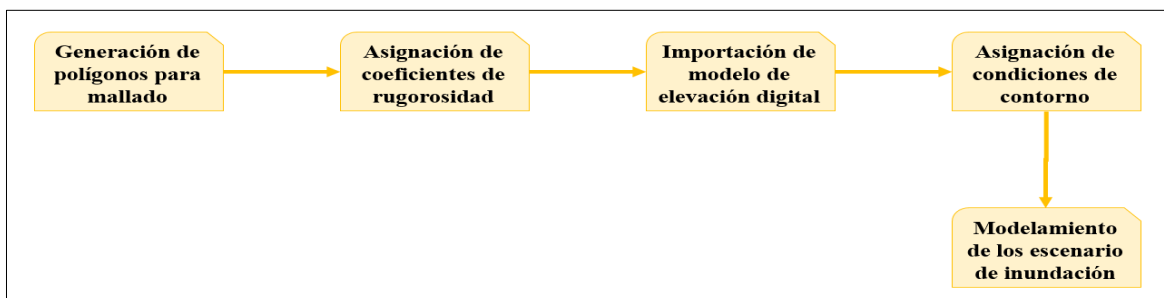 Generación de
polígonos para
mallado
Asignación de
coeficientes de
rugorosidad
Importación de
modelo de
elevación digital
Asignación de
condiciones de
contorno
Modelamiento
de los escenario
de inundación